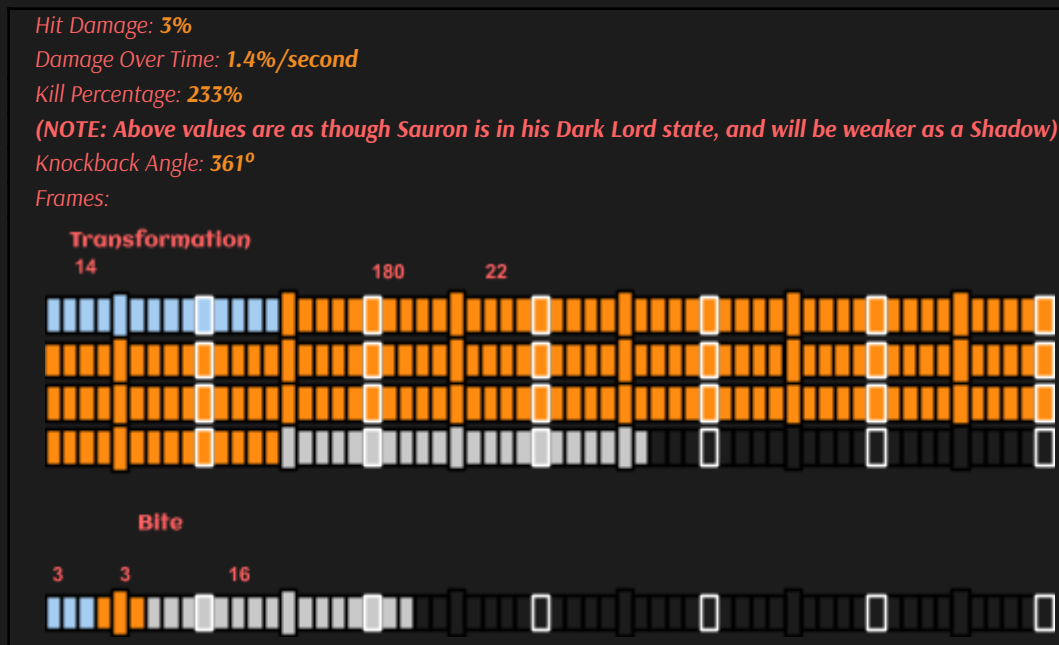 Hit Damage: 3%
Damage Over Time: 1.4%/second
Kill Percentage: 233%
(NOTE: Above values are as though Sauron is in his Dark Lord state, and will be weaker as a Shadow)
Knockback Angle: 361º
Frames:
Transformation
14 180 22
Bite
3 3 16